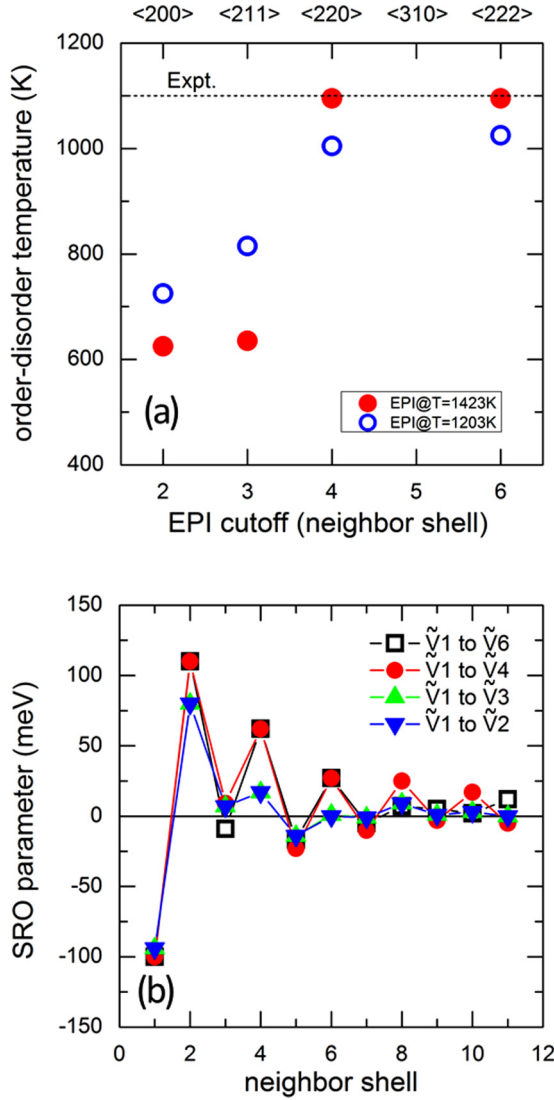 <200> <211> <220> <310> <222>
1200
1000
800
600
400
order-disorder temperature (K)
Expt.
(a)
EPI@T=1423K
EPI@T=1203K
2 3 4 5 6
EPI cutoff (neighbor shell)
150
100
50
0
-50
-100
-150
SRO parameter (meV)
Ṽ1 to Ṽ6
Ṽ1 to Ṽ4
Ṽ1 to Ṽ3
Ṽ1 to Ṽ2
(b)
0 2 4 6 8 10 12
neighbor shell